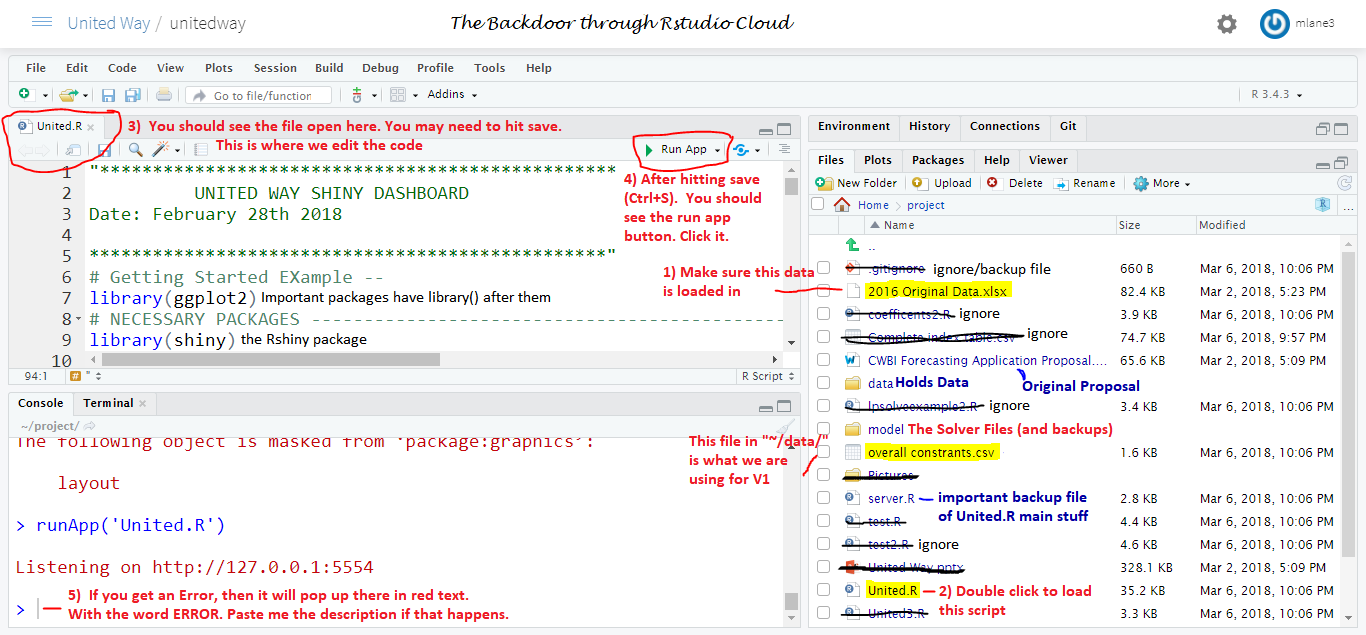 United Way / unitedway
The Backdoor through Rstudio Cloud
mlane3
File Edit Code View Plots Session Build Debug Profile Tools Help
Go to file/function
Addins
R 3.4.3
United.R
3) You should see the file open here. You may need to hit save.
This is where we edit the code
Run App
1 "*************************************************
2 UNITED WAY SHINY DASHBOARD
3 Date: February 28th 2018
4
5 *************************************************"
6 # Getting Started EXample --
7 library(ggplot2) Important packages have library() after them
8 # NECESSARY PACKAGES ---------------------------------------------
9 library(shiny) the Rshiny package
10
94:1
R Script
4) After hitting save
(Ctrl+S). You should
see the run app
button. Click it.
Console Terminal
~/project/
The following object is masked from 'package:graphics':
layout
> runApp('United.R')
Listening on http://127.0.0.1:5554
>
5) If you get an Error, then it will pop up there in red text.
With the word ERROR. Paste me the description if that happens.
Environment History Connections Git
Files Plots Packages Help Viewer
New Folder Upload Delete Rename More
Home project
...
Name Size Modified
..
.gitignore ignore/backup file 660 B Mar 6, 2018, 10:06 PM
1) Make sure this data
is loaded in
2016 Original Data.xlsx 82.4 KB Mar 2, 2018, 5:23 PM
coefficents2.R ignore 3.9 KB Mar 6, 2018, 10:06 PM
Complete index table.csv ignore 74.7 KB Mar 6, 2018, 9:57 PM
CWBI Forecasting Application Proposal.... 65.6 KB Mar 2, 2018, 5:09 PM
data Holds Data
Original Proposal
lpsolveexample2.R ignore 3.4 KB Mar 6, 2018, 10:06 PM
model The Solver Files (and backups)
This file in "~/data/"
is what we are
using for V1
overall constrants.csv 1.6 KB Mar 6, 2018, 10:06 PM
Pictures
server.R important backup file 2.8 KB Mar 6, 2018, 10:06 PM
of United.R main stuff
test.R 4.4 KB Mar 6, 2018, 10:06 PM
test2.R ignore 4.6 KB Mar 6, 2018, 10:06 PM
United Way.pptx 328.1 KB Mar 2, 2018, 5:09 PM
United.R 35.2 KB Mar 6, 2018, 10:06 PM
2) Double click to load
this script
United3.R 3.3 KB Mar 6, 2018, 10:06 PM